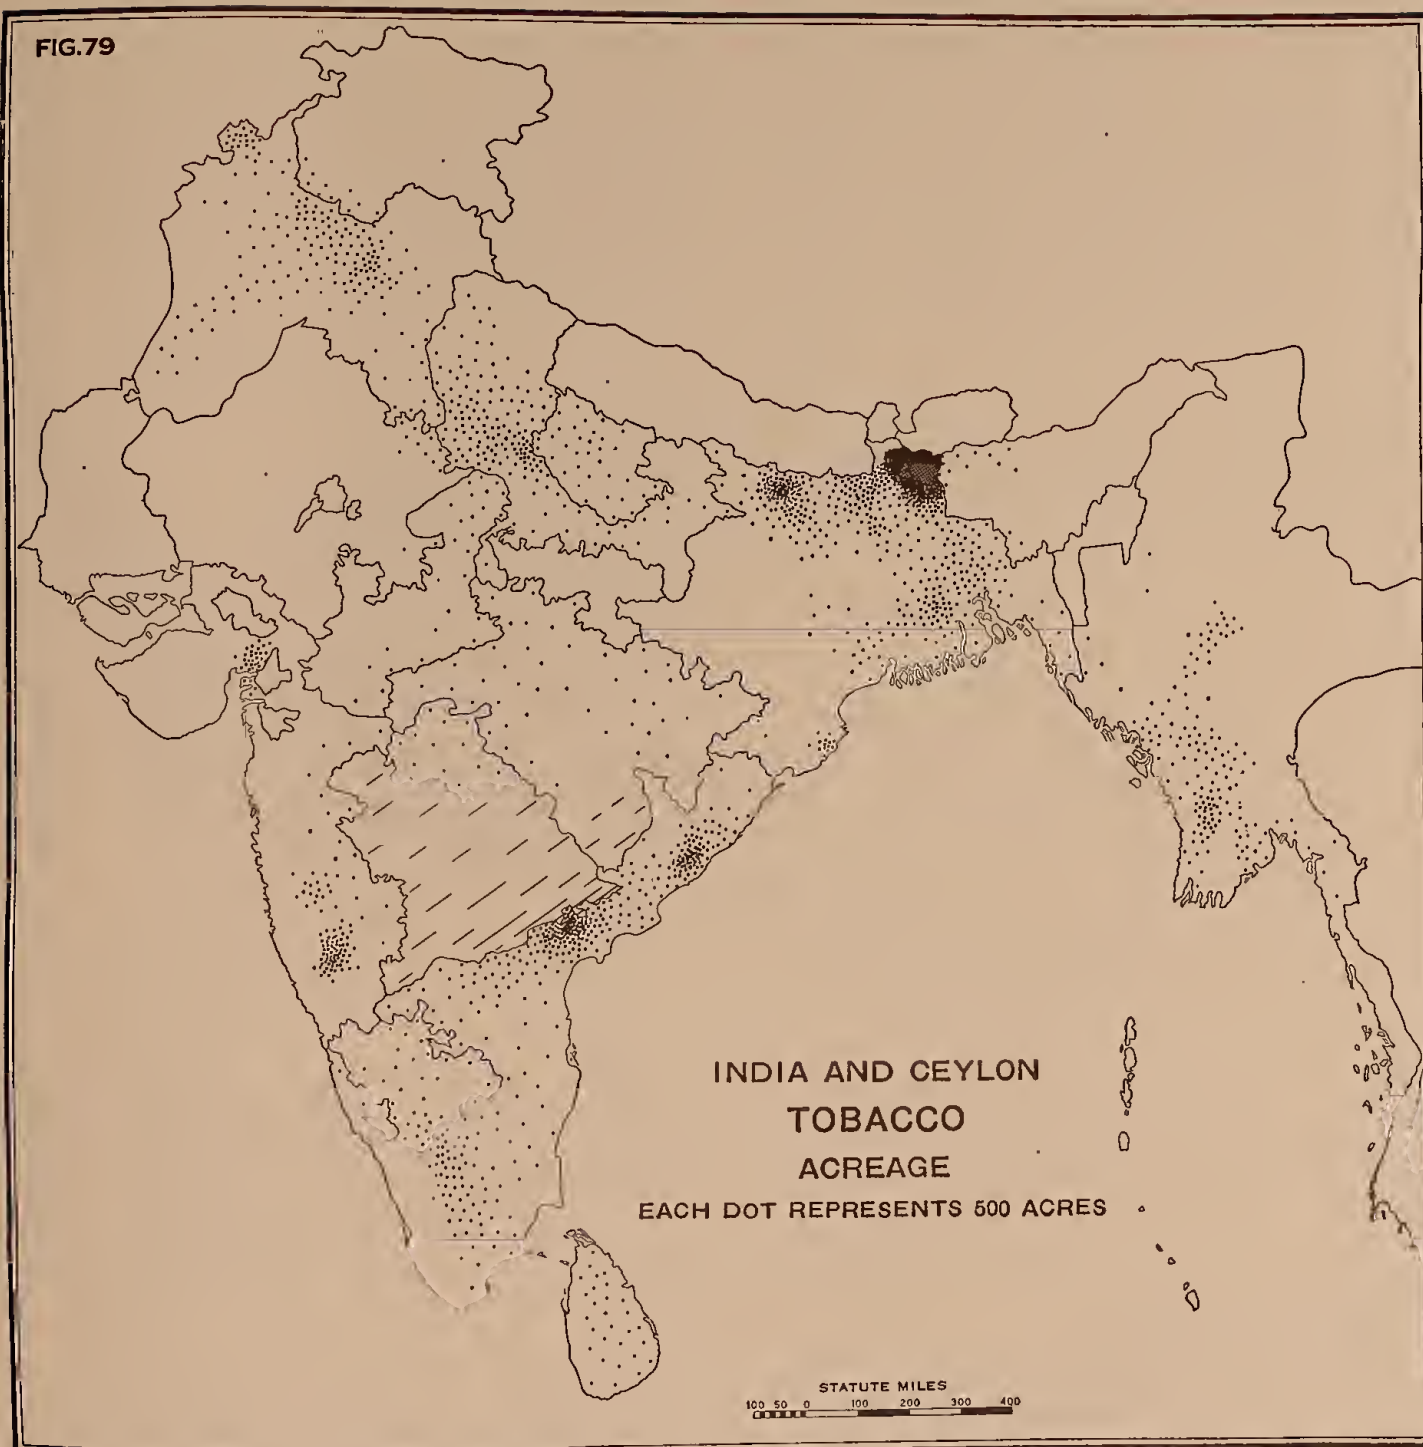 FIG.79
INDIA AND CEYLON
TOBACCO
ACREAGE
EACH DOT REPRESENTS 500 ACRES
STATUTE MILES
100 50 0 100 200 300 400